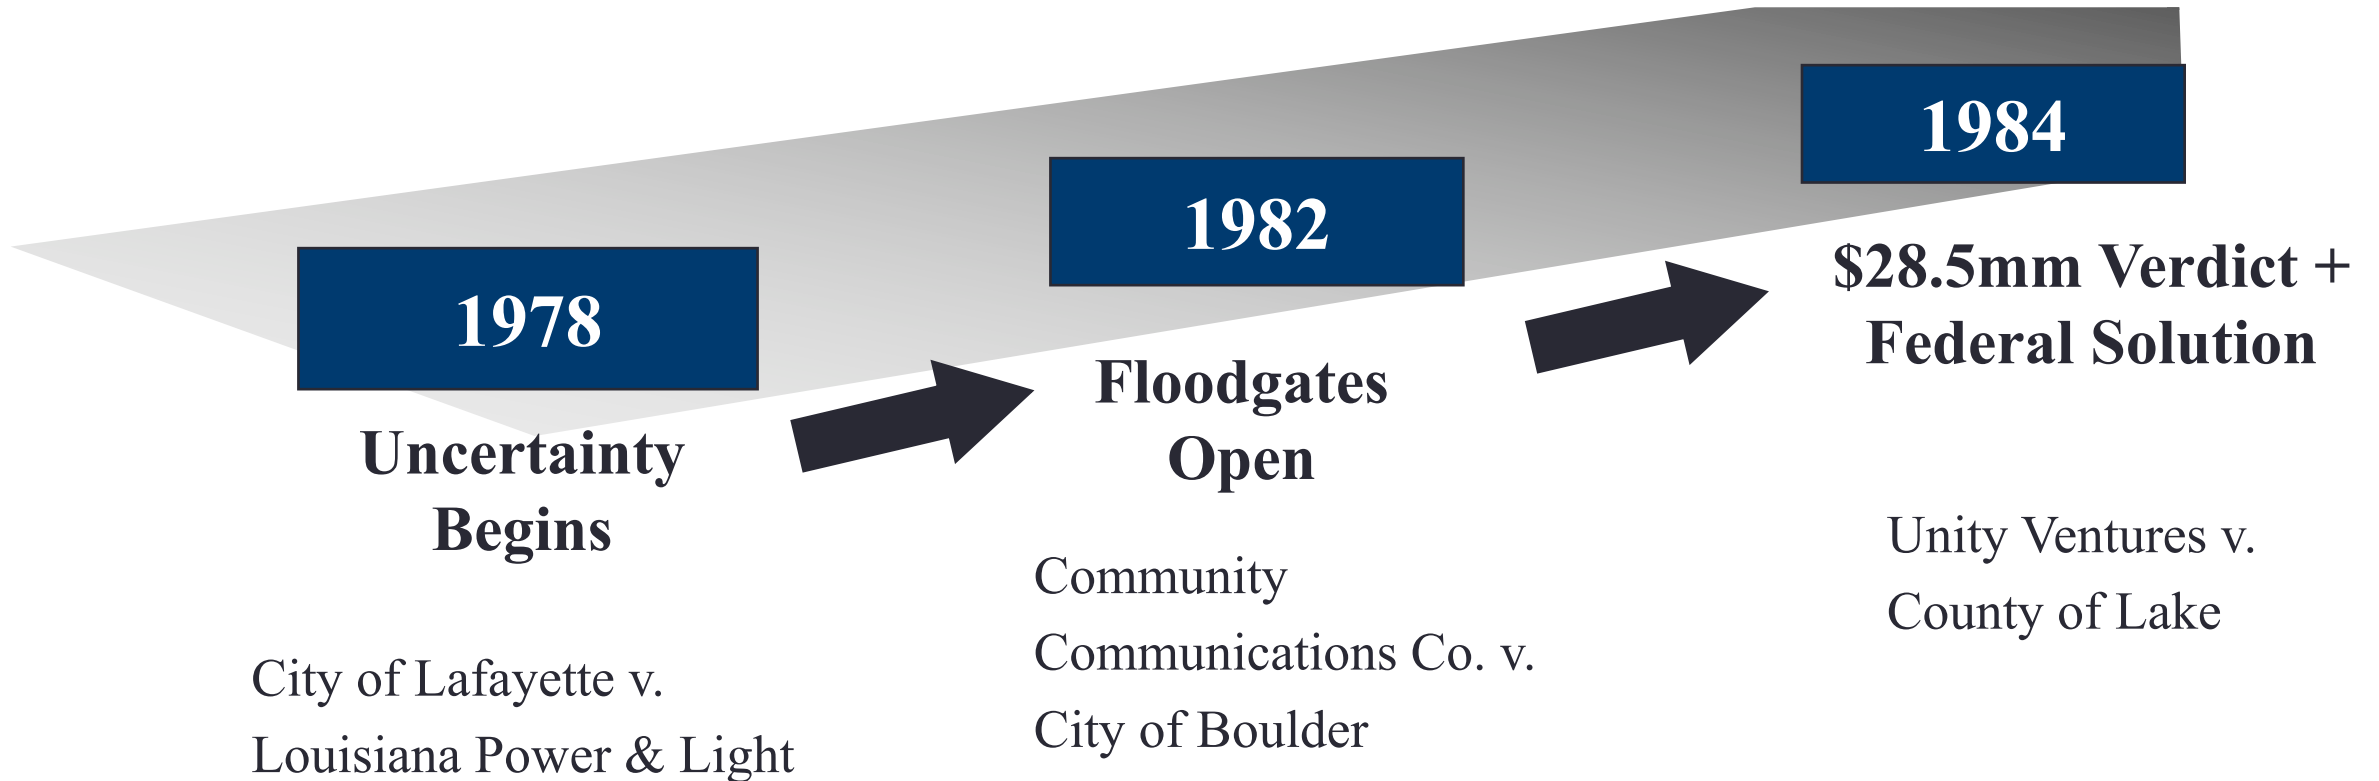 1978
Uncertainty
Begins
City of Lafayette v.
Louisiana Power & Light
1982
Floodgates
Open
Community
Communications Co. v.
City of Boulder
1984
$28.5mm Verdict +
Federal Solution
Unity Ventures v.
County of Lake